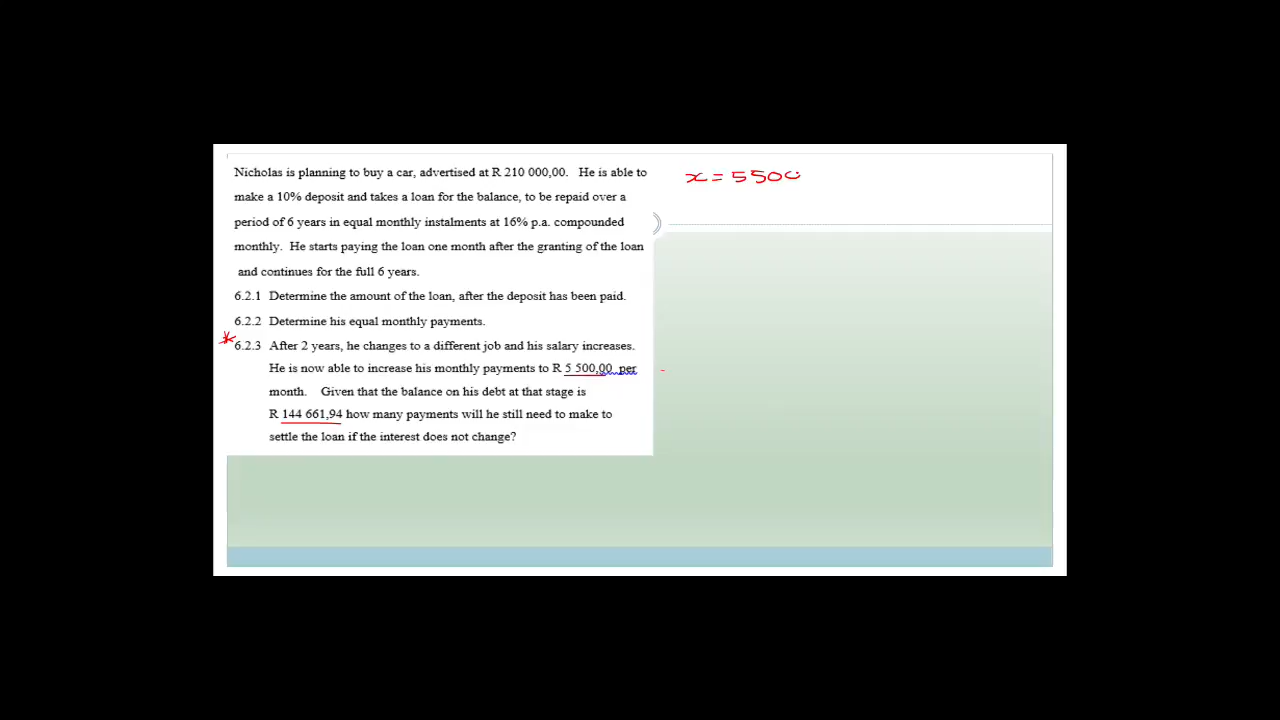 Nicholas is planning to buy a car, advertised at R 210 000,00. He is able to
make a 10% deposit and takes a loan for the balance, to be repaid over a
period of 6 years in equal monthly instalments at 16% p.a. compounded
monthly. He starts paying the loan one month after the granting of the loan
and continues for the full 6 years.
6.2.1 Determine the amount of the loan, after the deposit has been paid.
6.2.2 Determine his equal monthly payments.
* 6.2.3 After 2 years, he changes to a different job and his salary increases.
He is now able to increase his monthly payments to R 5 500,00 per
month. Given that the balance on his debt at that stage is
R 144 661,94 how many payments will he still need to make to
settle the loan if the interest does not change?
x = 5500